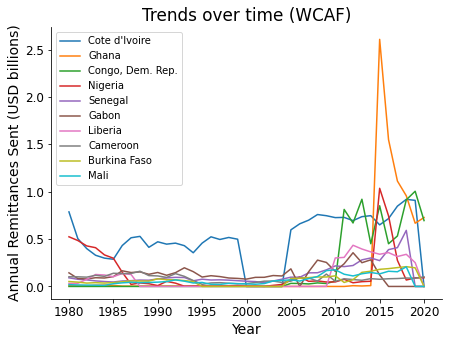 Trends over time (WCAF)
Annual Remittances Sent (USD billions)
2.5
2.0
1.5
1.0
0.5
0.0
Cote d'Ivoire
Ghana
Congo, Dem. Rep.
Nigeria
Senegal
Gabon
Liberia
Cameroon
Burkina Faso
Mali
1980 1985 1990 1995 2000 2005 2010 2015 2020
Year